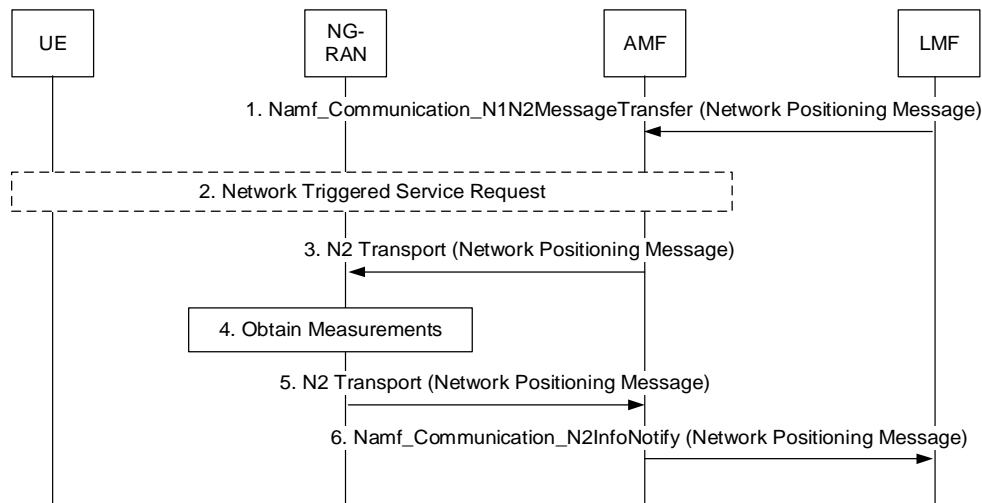 UE
NG-
RAN
AMF
LMF
1. Namf_Communication_N1N2MessageTransfer (Network Positioning Message)
2. Network Triggered Service Request
3. N2 Transport (Network Positioning Message)
4. Obtain Measurements
5. N2 Transport (Network Positioning Message)
6. Namf_Communication_N2InfoNotify (Network Positioning Message)